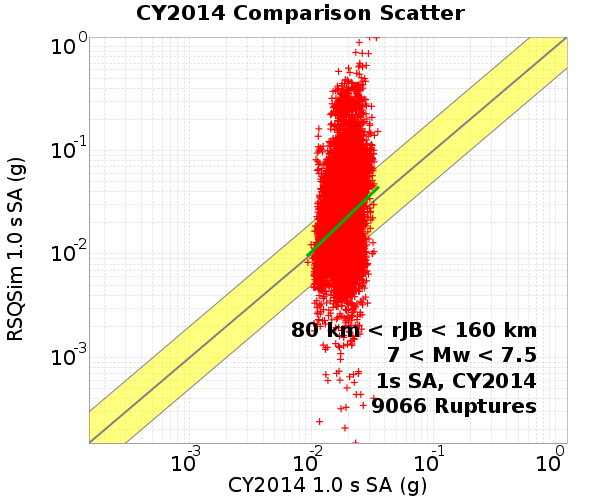 CY2014 Comparison Scatter
RSQSim 1.0 s SA (g)
10^0
10^-1
10^-2
10^-3
80 km < rJB < 160 km
7 < Mw < 7.5
1s SA, CY2014
9066 Ruptures
10^-3 10^-2 10^-1 10^0
CY2014 1.0 s SA (g)